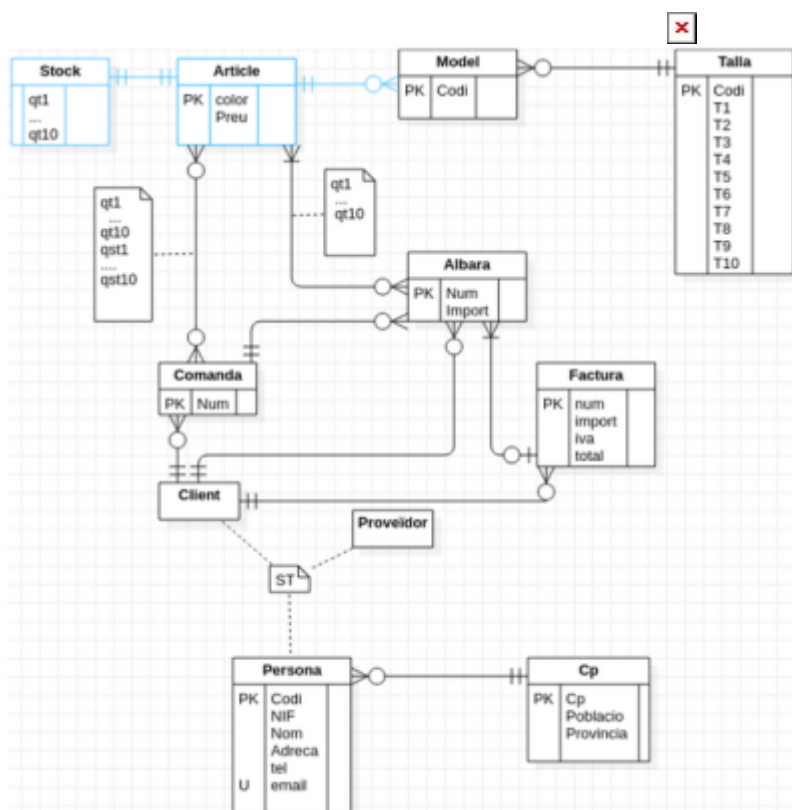 Stock
qt1
...
qt10
Article
PK color
Preu
Model
PK Codi
Talla
PK Codi
T1
T2
T3
T4
T5
T6
T7
T8
T9
T10
qt1
...
qt10
qst1
....
qst10
qt1
...
qt10
Albara
PK Num
Import
Comanda
PK Num
Factura
PK num
import
iva
total
Client
Proveïdor
ST
Persona
PK Codi
NIF
Nom
Adreca
tel
U email
Cp
PK Cp
Poblacio
Provincia